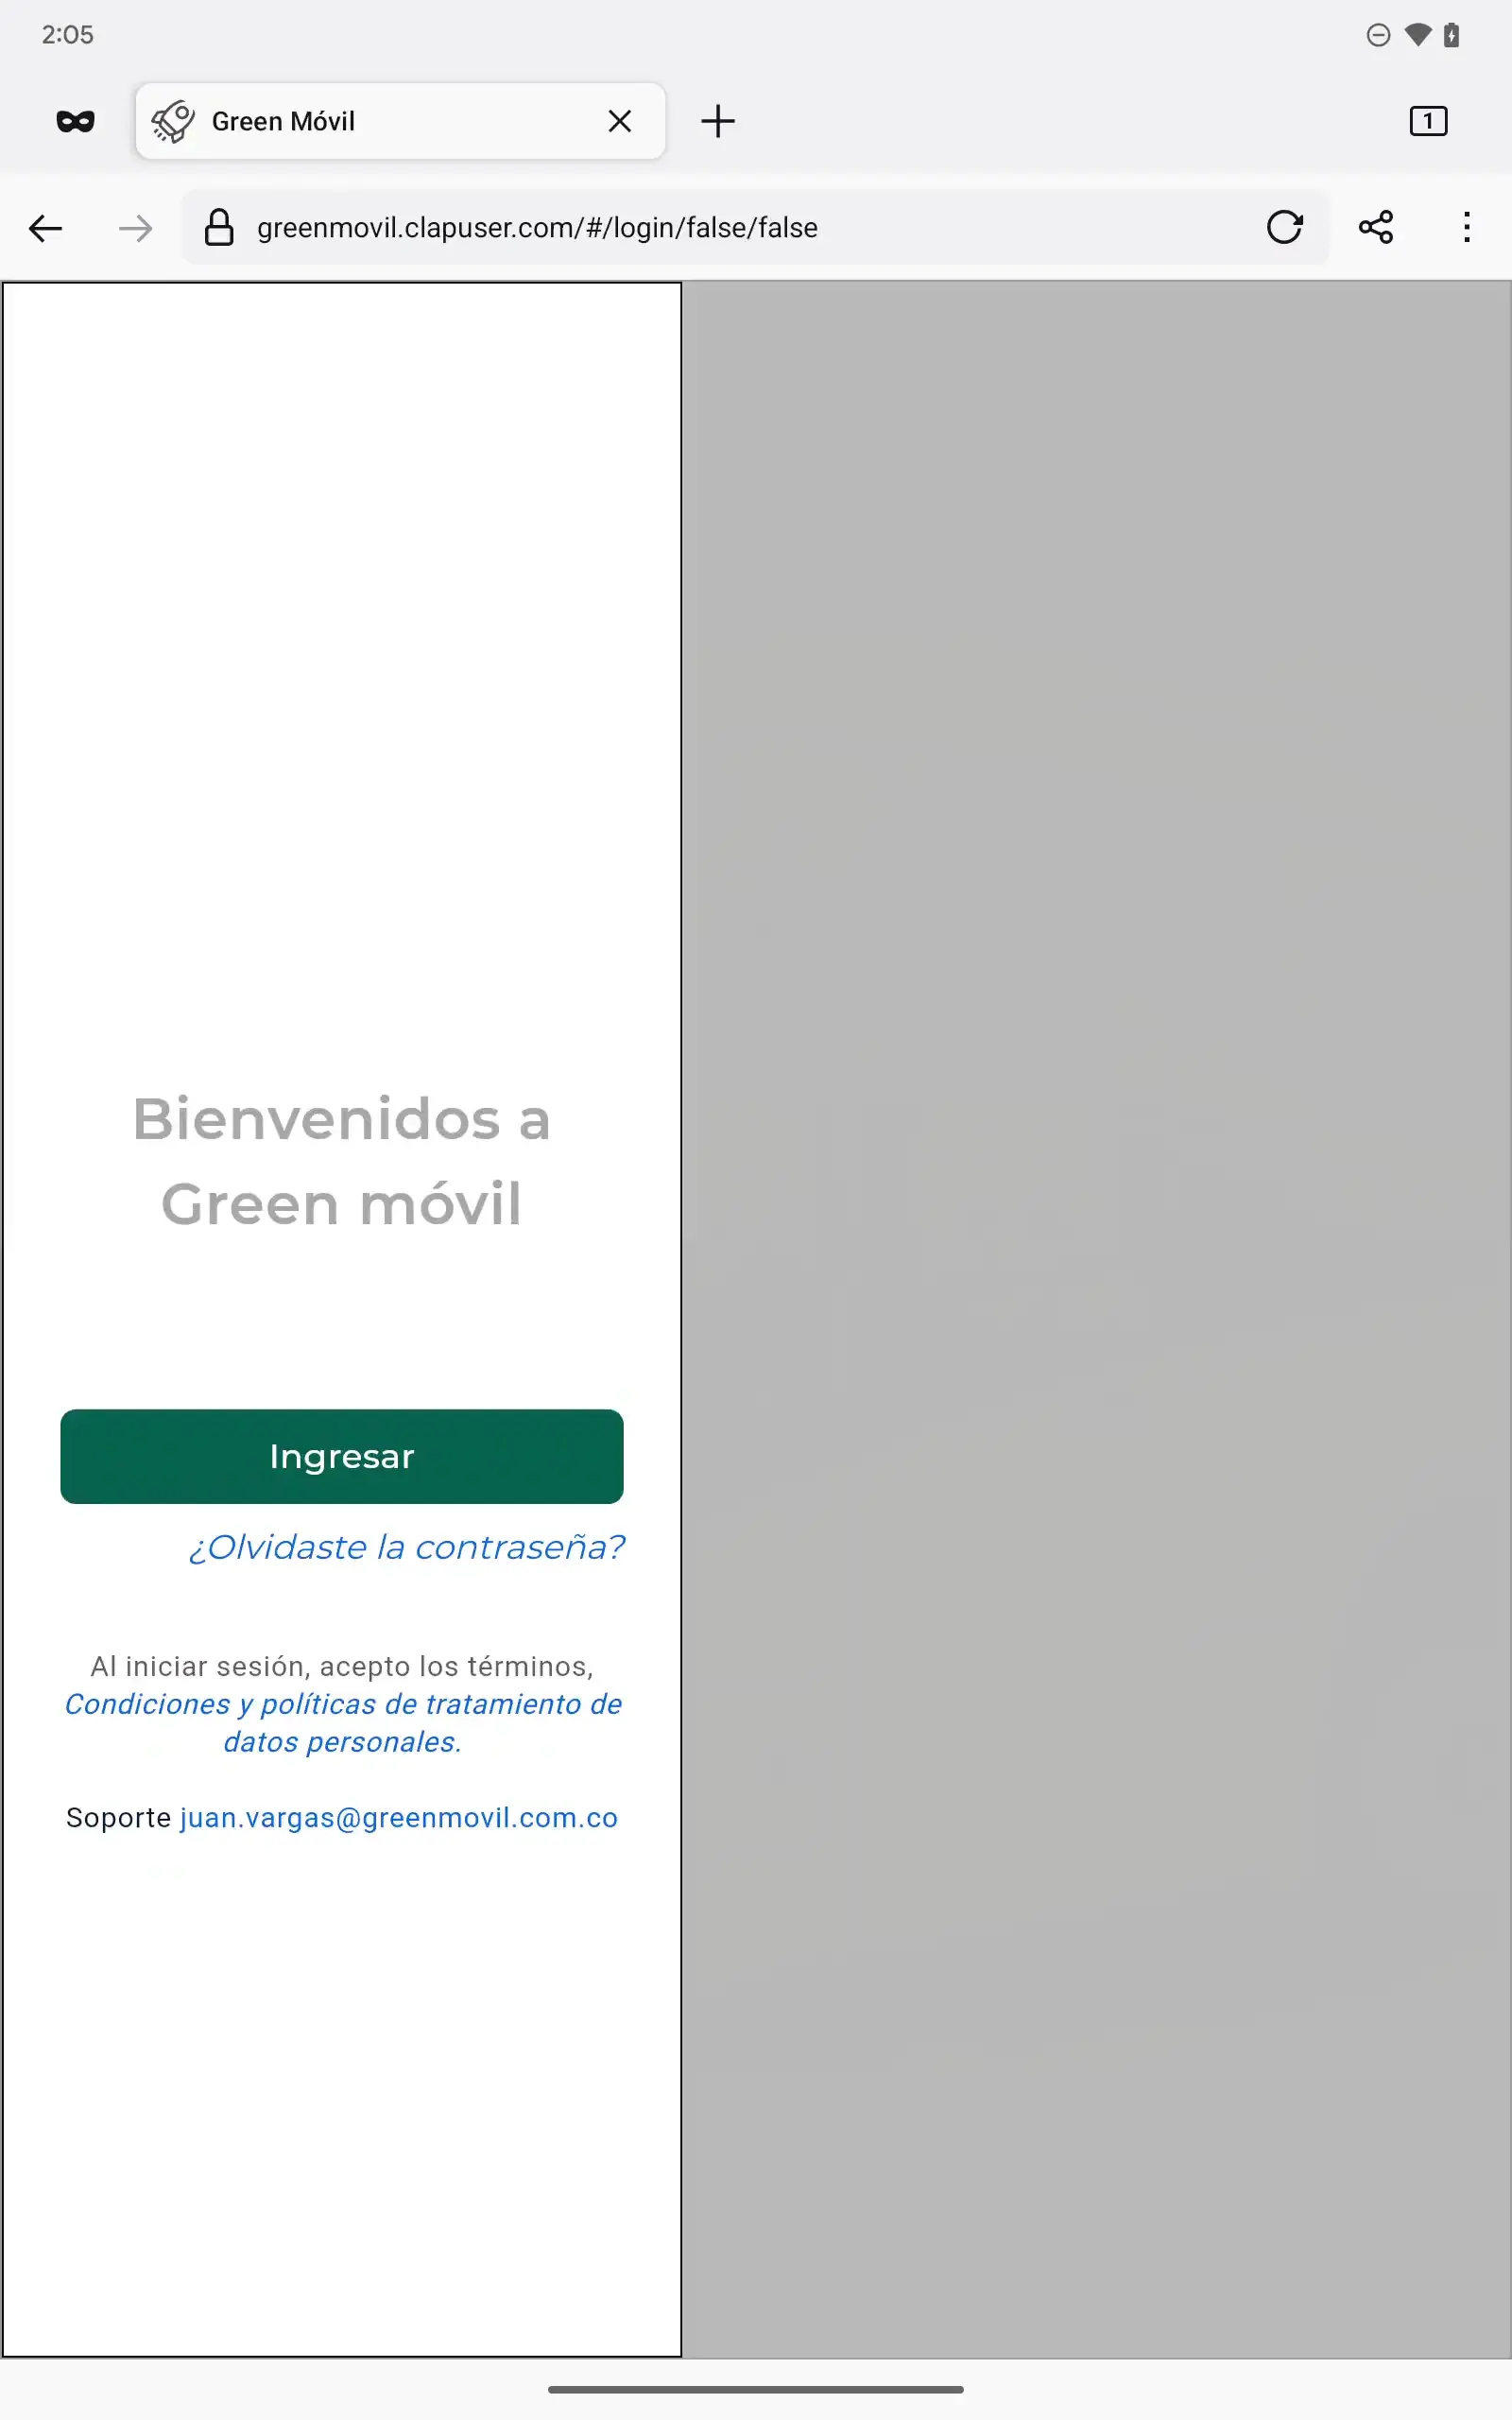 2:05
Green Móvil
1
greenmovil.clapuser.com/#/login/false/false
Bienvenidos a
Green móvil
Ingresar
¿Olvidaste la contraseña?
Al iniciar sesión, acepto los términos,
Condiciones y políticas de tratamiento de
datos personales.
Soporte juan.vargas@greenmovil.com.co